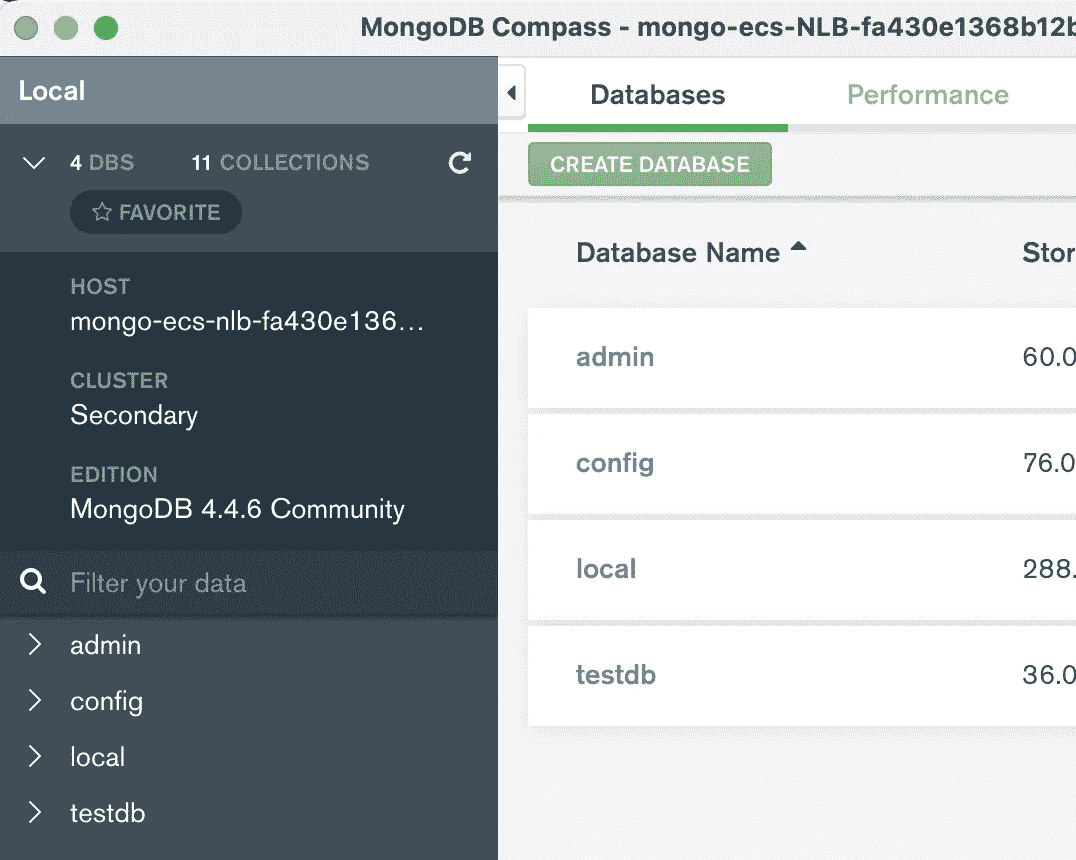 MongoDB Compass - mongo-ecs-NLB-fa430e1368b12b
Local
4 DBS 11 COLLECTIONS
FAVORITE
HOST
mongo-ecs-nlb-fa430e136...
CLUSTER
Secondary
EDITION
MongoDB 4.4.6 Community
Filter your data
admin
config
local
testdb
Databases Performance
CREATE DATABASE
Database Name Stor
admin 60.0
config 76.0
local 288.
testdb 36.0